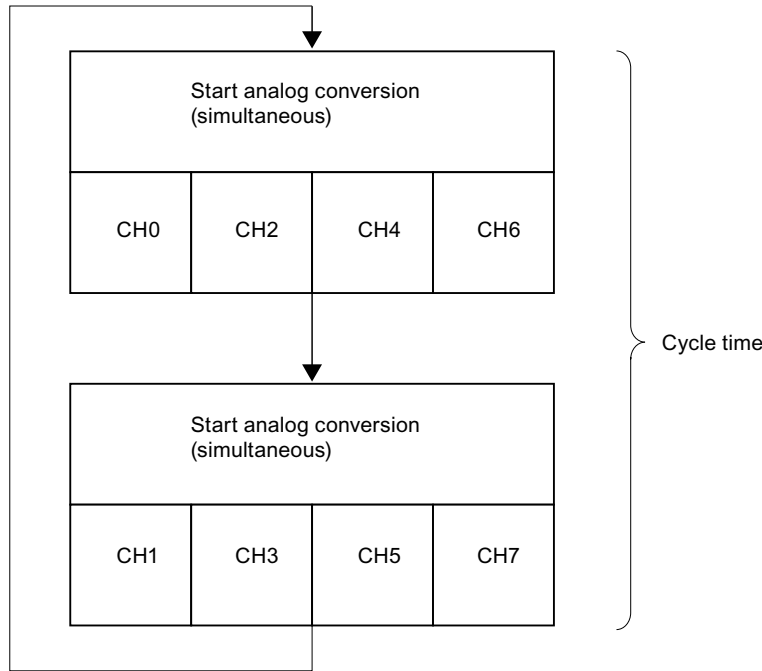 Start analog conversion
(simultaneous)
CH0 CH2 CH4 CH6
Cycle time
Start analog conversion
(simultaneous)
CH1 CH3 CH5 CH7